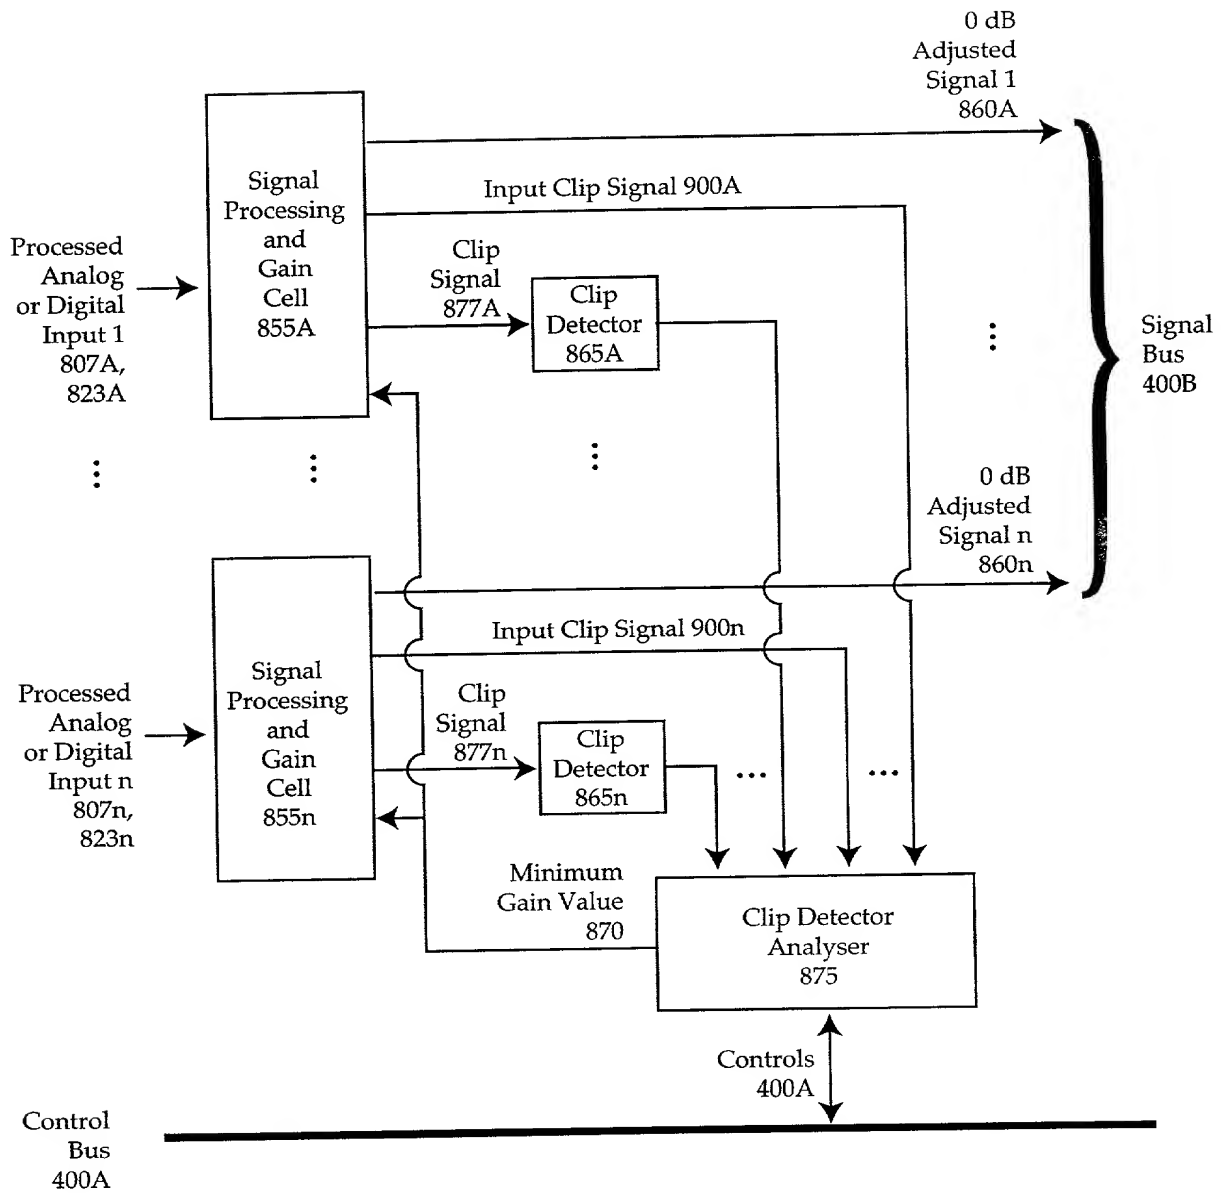 0 dB
Adjusted
Signal 1
860A
Signal
Processing
and
Gain
Cell
855A
Input Clip Signal 900A
Processed
Analog
or Digital
Input 1
807A,
823A
Clip
Signal
877A
Clip
Detector
865A
Signal
Bus
400B
0 dB
Adjusted
Signal n
860n
Input Clip Signal 900n
Signal
Processing
and
Gain
Cell
855n
Processed
Analog
or Digital
Input n
807n,
823n
Clip
Signal
877n
Clip
Detector
865n
Minimum
Gain Value
870
Clip Detector
Analyser
875
Controls
400A
Control
Bus
400A